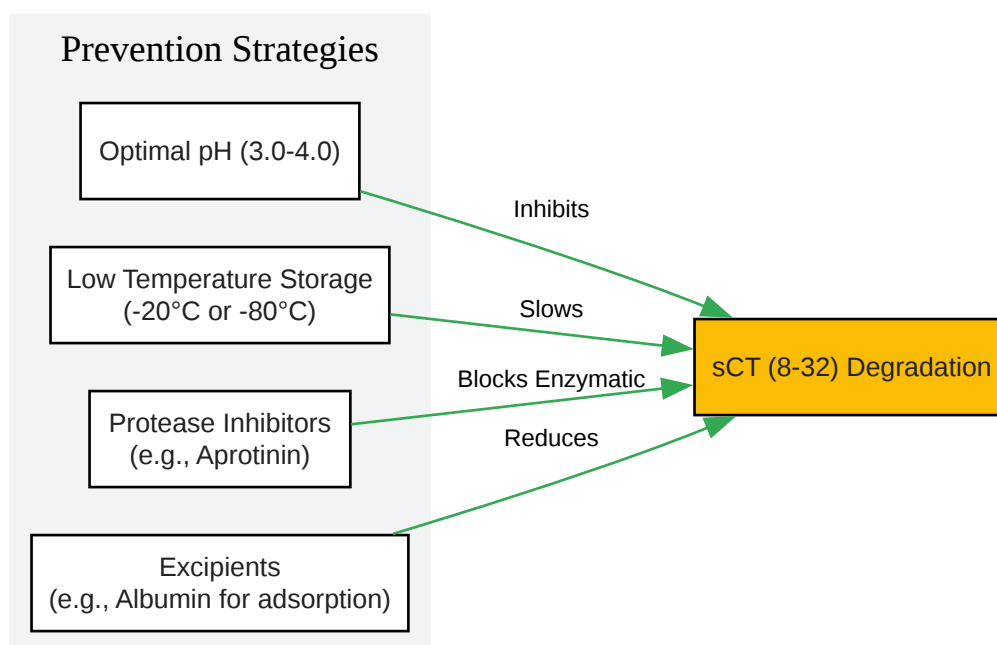 Prevention Strategies
Optimal pH (3.0-4.0)
Inhibits
Low Temperature Storage
(-20°C or -80°C)
Slows
Protease Inhibitors
(e.g., Aprotinin)
Blocks Enzymatic
Excipients
(e.g., Albumin for adsorption)
Reduces
sCT (8-32) Degradation